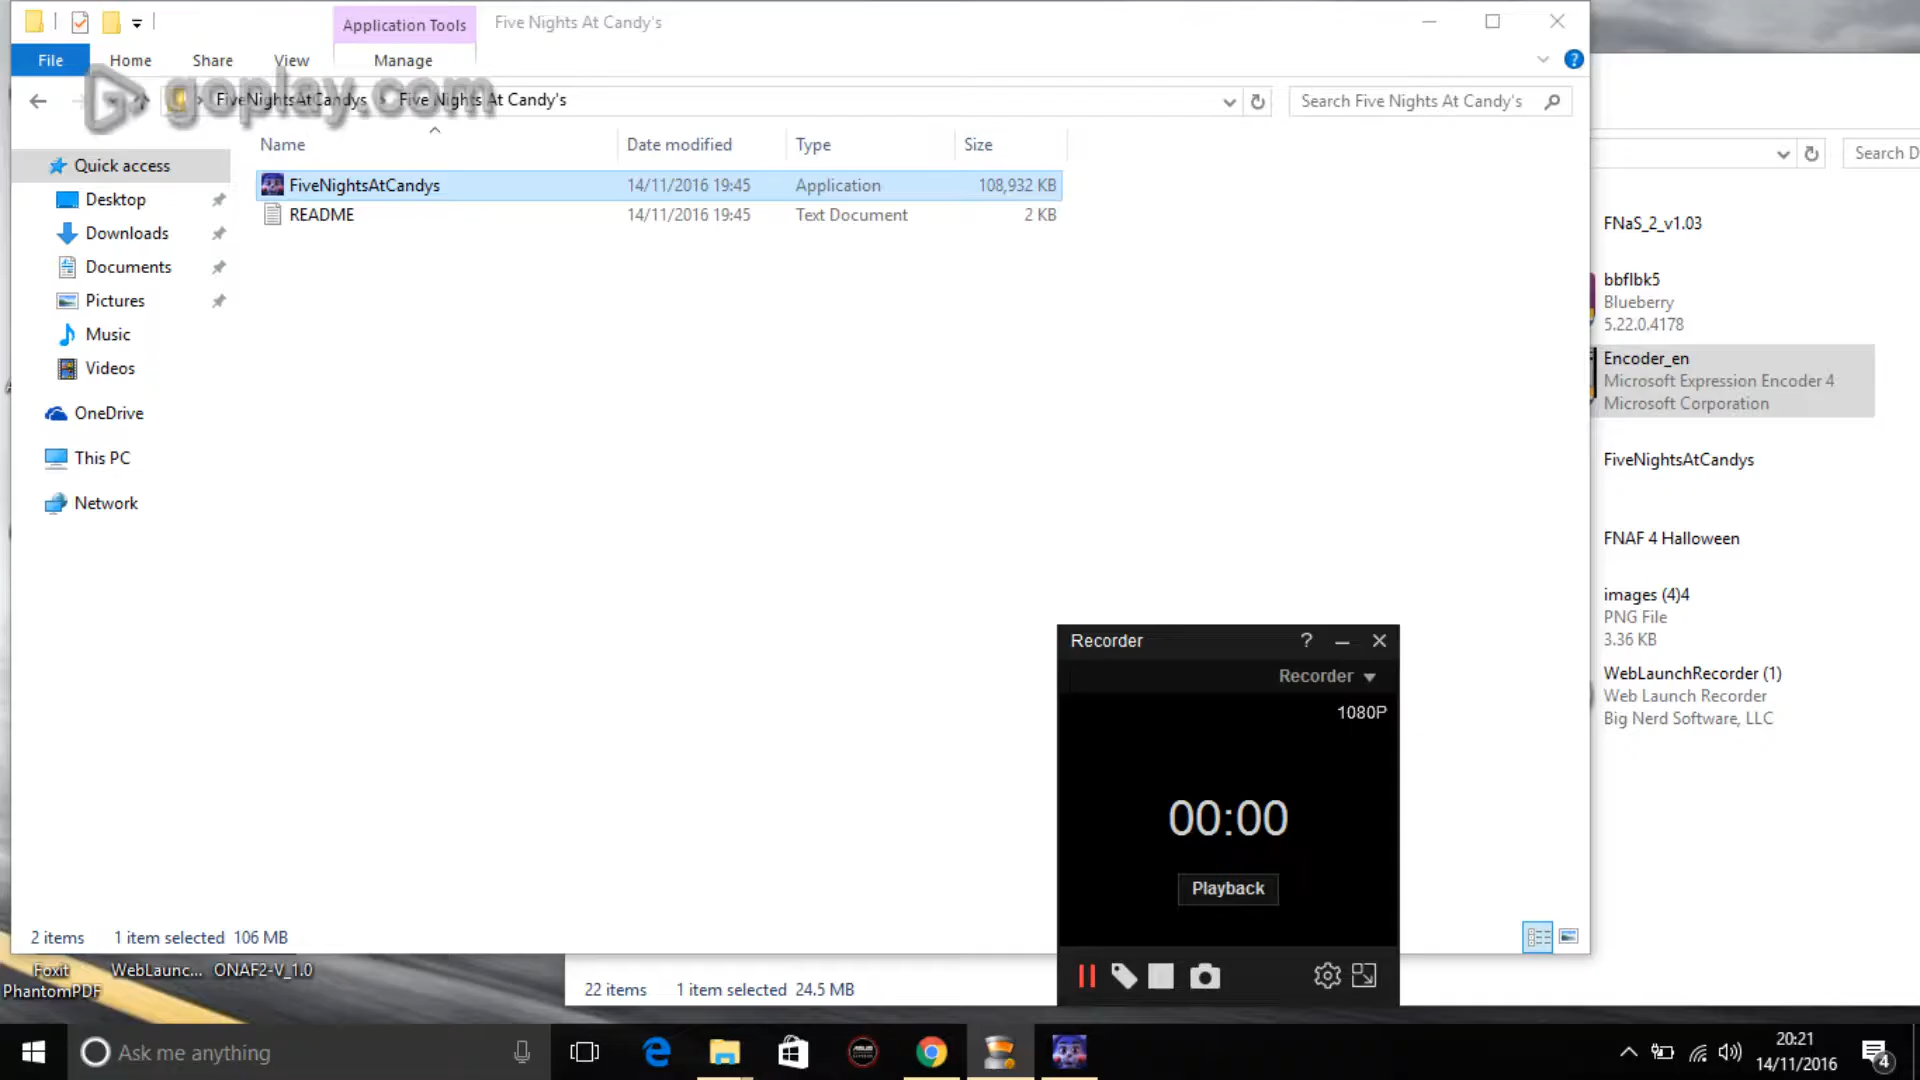 Application Tools
Five Nights At Candy's
File
Home
Share
View
Manage
goplay.com
FiveNightsAtCandys
Five Nights At Candy's
Search Five Nights At Candy's
Search D
Name
Date modified
Type
Size
Quick access
Desktop
Downloads
Documents
Pictures
Music
Videos
OneDrive
This PC
Network
FiveNightsAtCandys 14/11/2016 19:45 Application 108,932 KB
README 14/11/2016 19:45 Text Document 2 KB
FNaS_2_v1.03
bbflbk5
Blueberry
5.22.0.4178
Encoder_en
Microsoft Expression Encoder 4
Microsoft Corporation
FiveNightsAtCandys
FNAF 4 Halloween
images (4)4
PNG File
3.36 KB
WebLaunchRecorder (1)
Web Launch Recorder
Big Nerd Software, LLC
Recorder
?
Recorder
1080P
00:00
Playback
2 items 1 item selected 106 MB
Foxit
PhantomPDF
WebLaunc...
ONAF2-V_1.0
22 items 1 item selected 24.5 MB
Ask me anything
20:21
14/11/2016
4